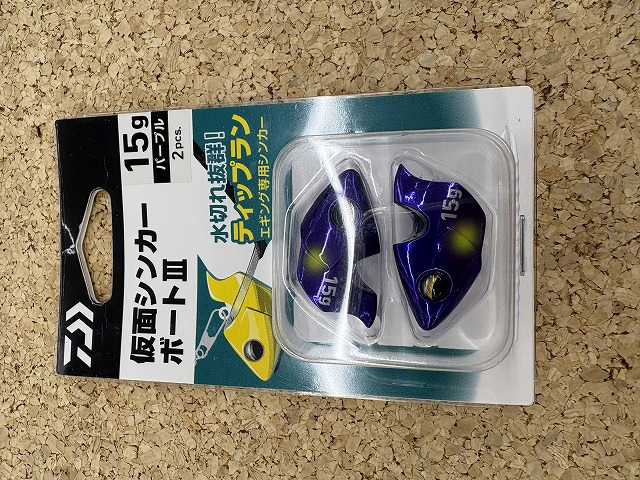 15g
パープル
2 pcs.
仮面シンカー
ボートⅢ
水切れ抜群!
ティップラン
エギング専用シンカー
15g
15g